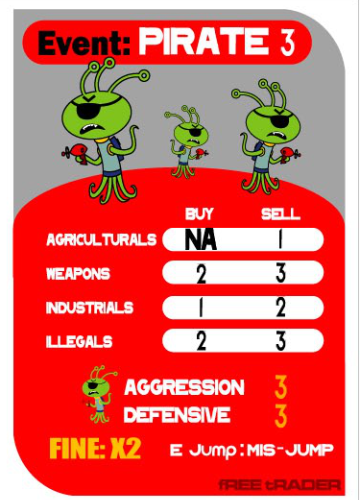 Event: PIRATE 3
BUY SELL
AGRICULTURALS NA 1
WEAPONS 2 3
INDUSTRIALS 1 2
ILLEGALS 2 3
AGGRESSION 3
DEFENSIVE 3
FINE: X2 E Jump: MIS-JUMP
fREE tRADER